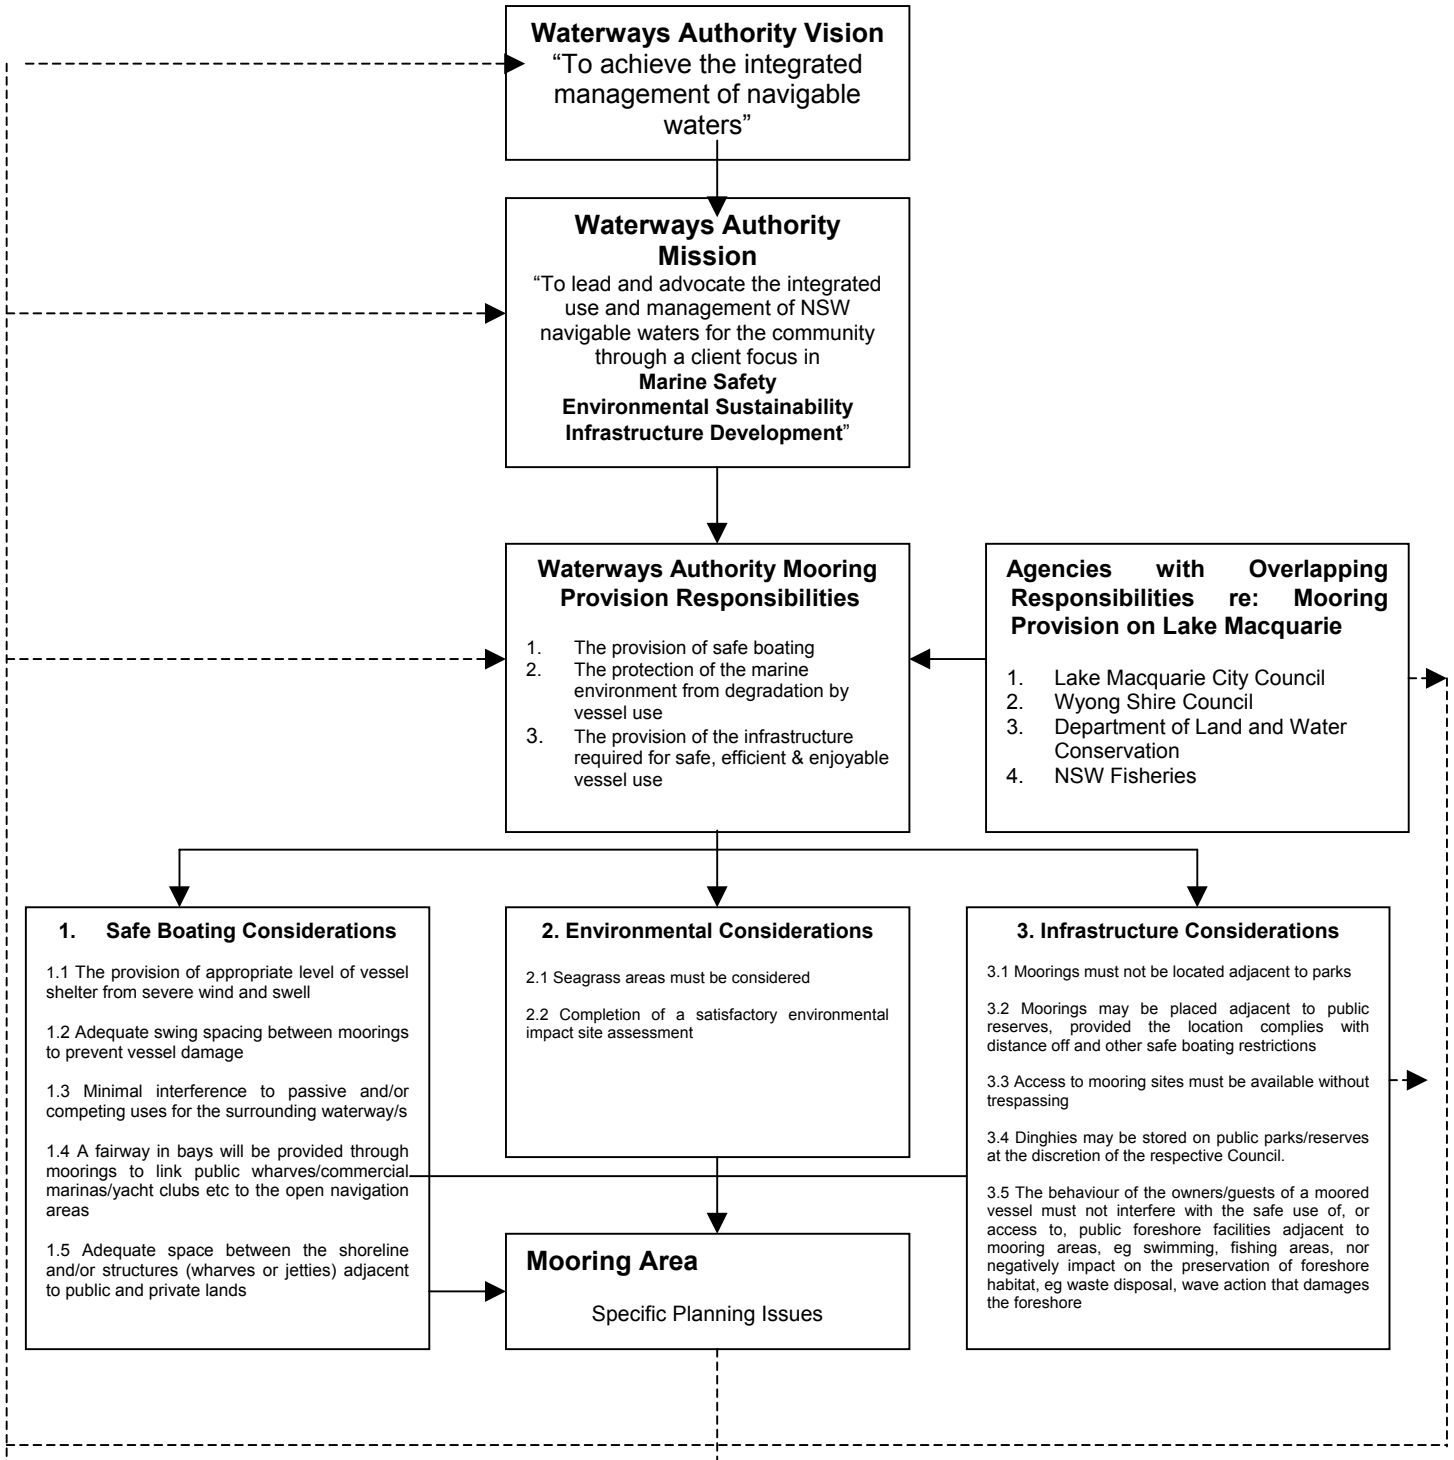 Waterways Authority Vision
“To achieve the integrated
management of navigable
waters”
Waterways Authority
Mission
“To lead and advocate the integrated
use and management of NSW
navigable waters for the community
through a client focus in
Marine Safety
Environmental Sustainability
Infrastructure Development”
Waterways Authority Mooring
Provision Responsibilities
1. The provision of safe boating
2. The protection of the marine
environment from degradation by
vessel use
3. The provision of the infrastructure
required for safe, efficient & enjoyable
vessel use
Agencies with Overlapping
Responsibilities re: Mooring
Provision on Lake Macquarie
1. Lake Macquarie City Council
2. Wyong Shire Council
3. Department of Land and Water
Conservation
4. NSW Fisheries
1. Safe Boating Considerations
1.1 The provision of appropriate level of vessel
shelter from severe wind and swell
1.2 Adequate swing spacing between moorings
to prevent vessel damage
1.3 Minimal interference to passive and/or
competing uses for the surrounding waterway/s
1.4 A fairway in bays will be provided through
moorings to link public wharves/commercial
marinas/yacht clubs etc to the open navigation
areas
1.5 Adequate space between the shoreline
and/or structures (wharves or jetties) adjacent
to public and private lands
2. Environmental Considerations
2.1 Seagrass areas must be considered
2.2 Completion of a satisfactory environmental
impact site assessment
3. Infrastructure Considerations
3.1 Moorings must not be located adjacent to parks
3.2 Moorings may be placed adjacent to public
reserves, provided the location complies with
distance off and other safe boating restrictions
3.3 Access to mooring sites must be available without
trespassing
3.4 Dinghies may be stored on public parks/reserves
at the discretion of the respective Council.
3.5 The behaviour of the owners/guests of a moored
vessel must not interfere with the safe use of, or
access to, public foreshore facilities adjacent to
mooring areas, eg swimming, fishing areas, nor
negatively impact on the preservation of foreshore
habitat, eg waste disposal, wave action that damages
the foreshore
Mooring Area
Specific Planning Issues